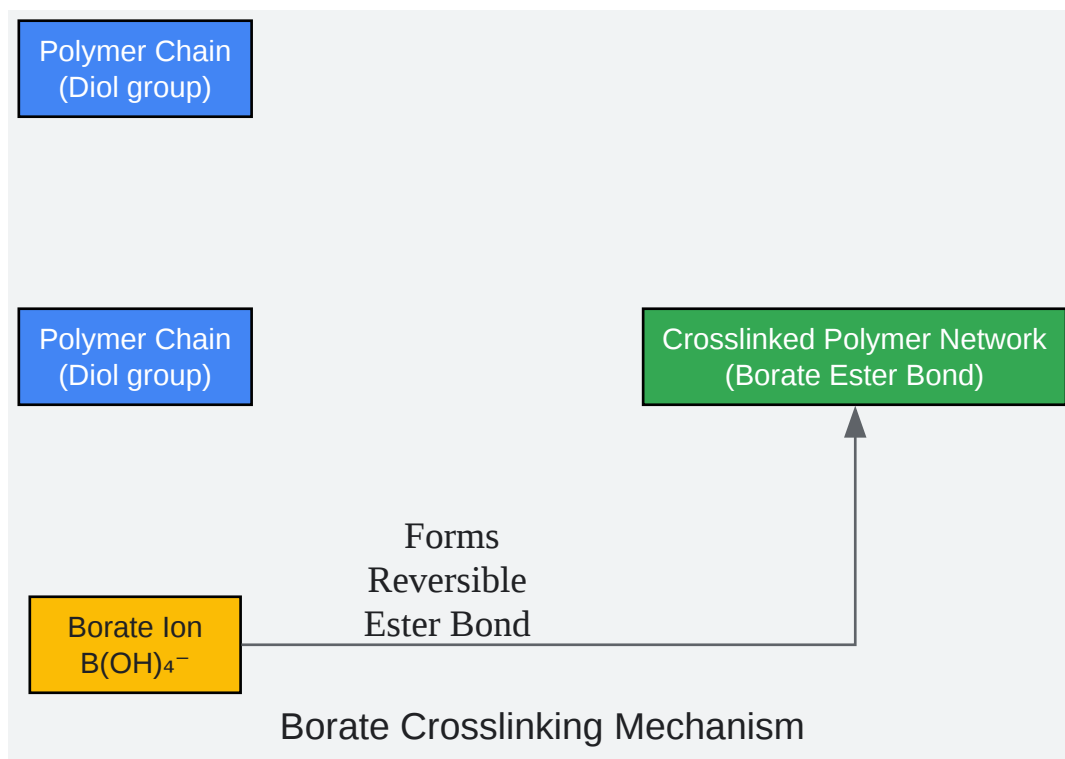 Polymer Chain
(Diol group)
Polymer Chain
(Diol group)
Crosslinked Polymer Network
(Borate Ester Bond)
Forms
Reversible
Ester Bond
Borate Ion
B(OH)₄⁻
Borate Crosslinking Mechanism